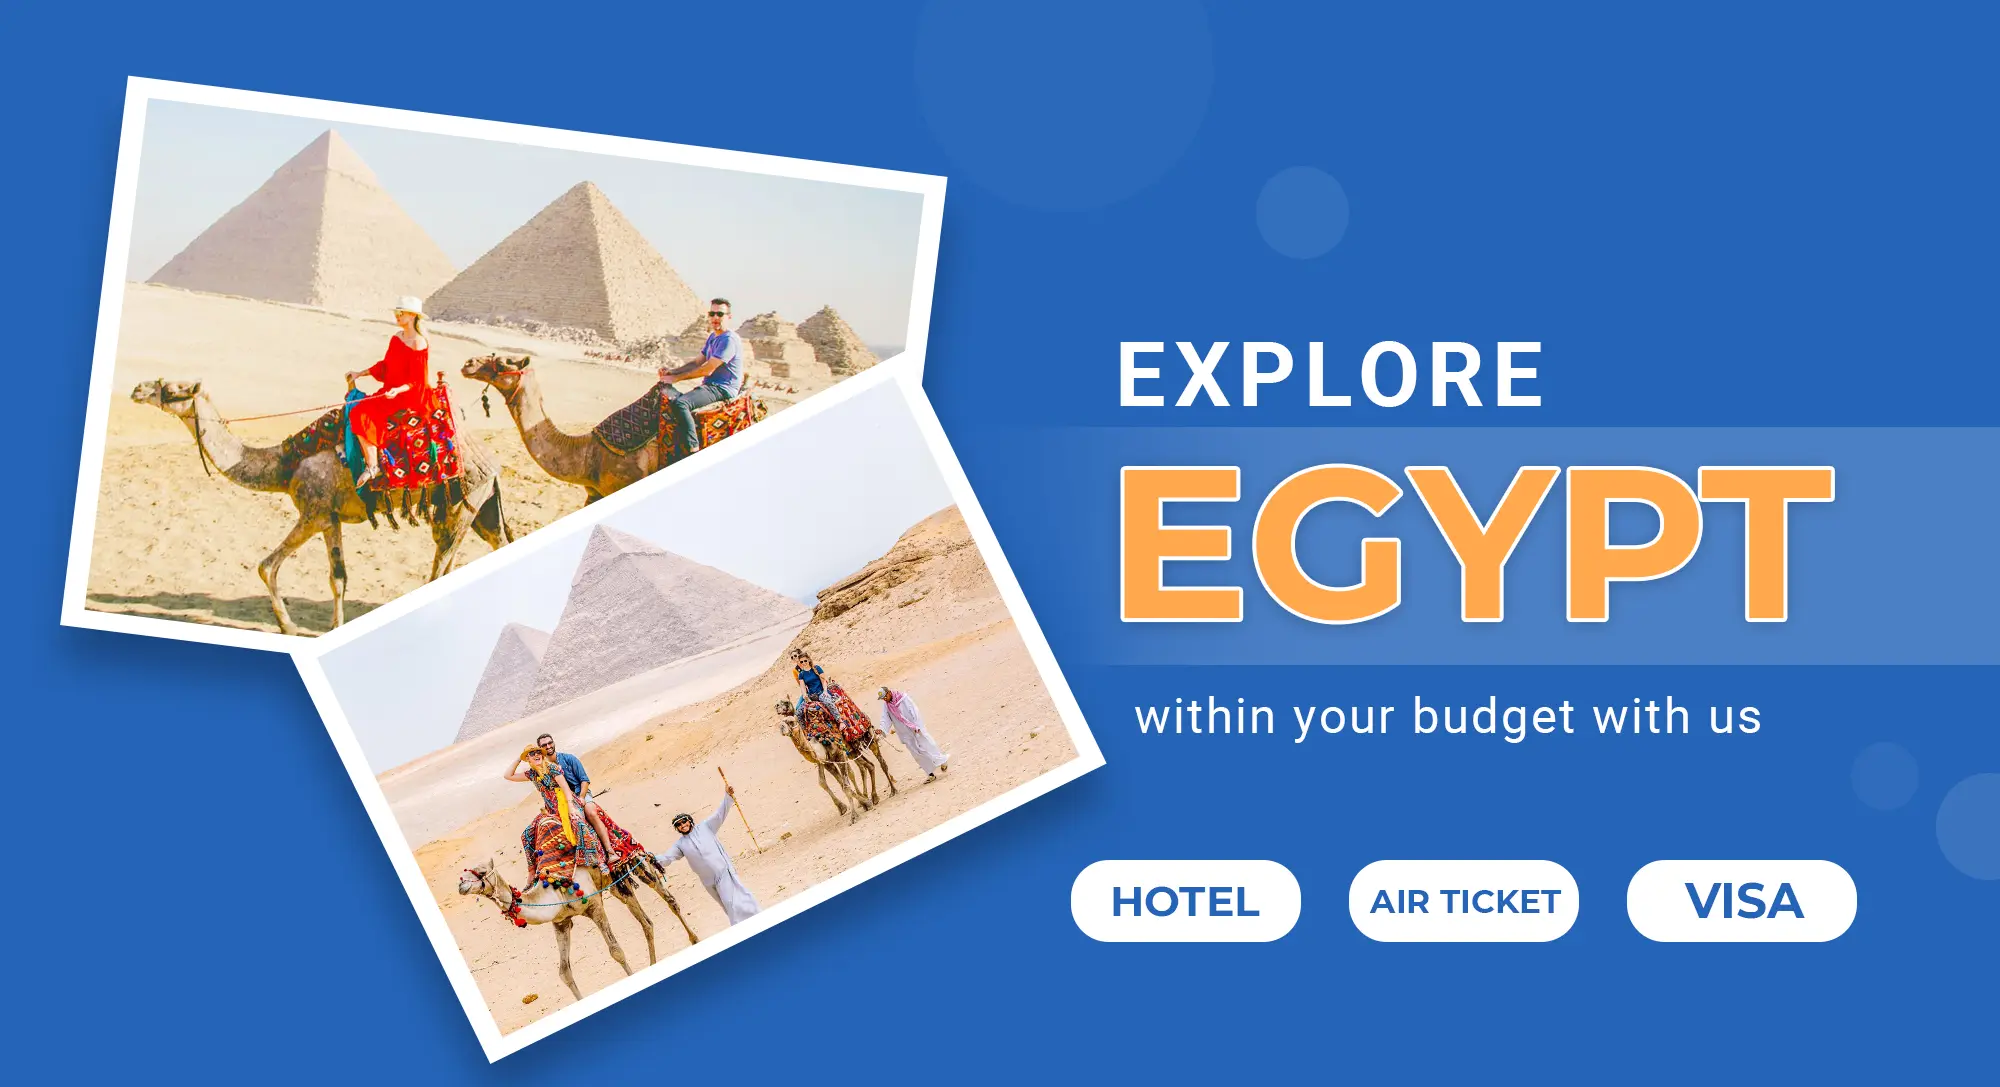 EXPLORE
EGYPT
within your budget with us
HOTEL
AIR TICKET
VISA